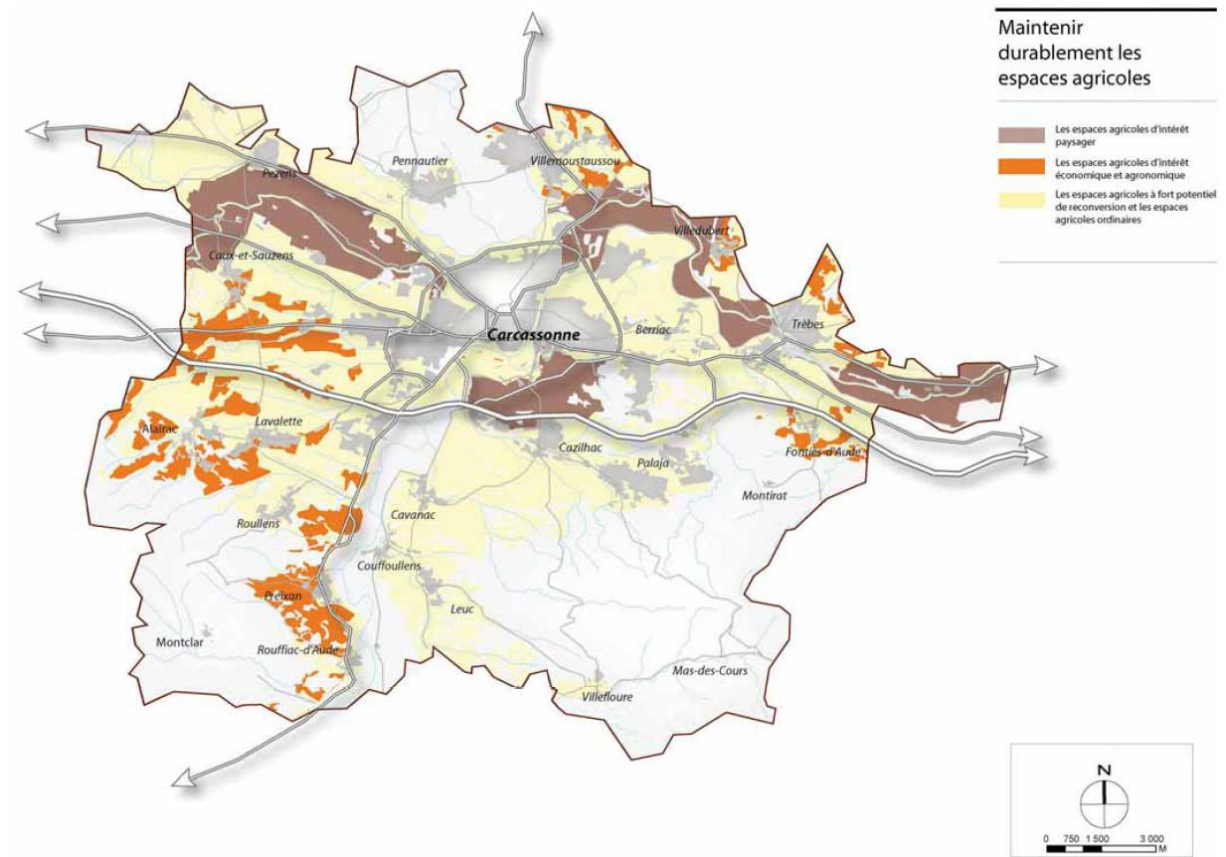 Maintenir
durablement les
espaces agricoles
Les espaces agricoles d'intérêt
paysager
Les espaces agricoles d'intérêt
économique et agronomique
Les espaces agricoles à fort potentiel
de reconversion et les espaces
agricoles ordinaires
Pennautier
Villemoustaussou
Pezens
Villedubert
Caux-et-Sauzens
Trèbes
Berriac
Carcassonne
Lavalette
Alairac
Cazilhac
Palaja
Fontiès-d'Aude
Montirat
Roullens
Cavanac
Couffoullens
Preixan
Leuc
Montclar
Rouffiac-d'Aude
Mas-des-Cours
Villefloure
N
0 750 1 500 3 000
M